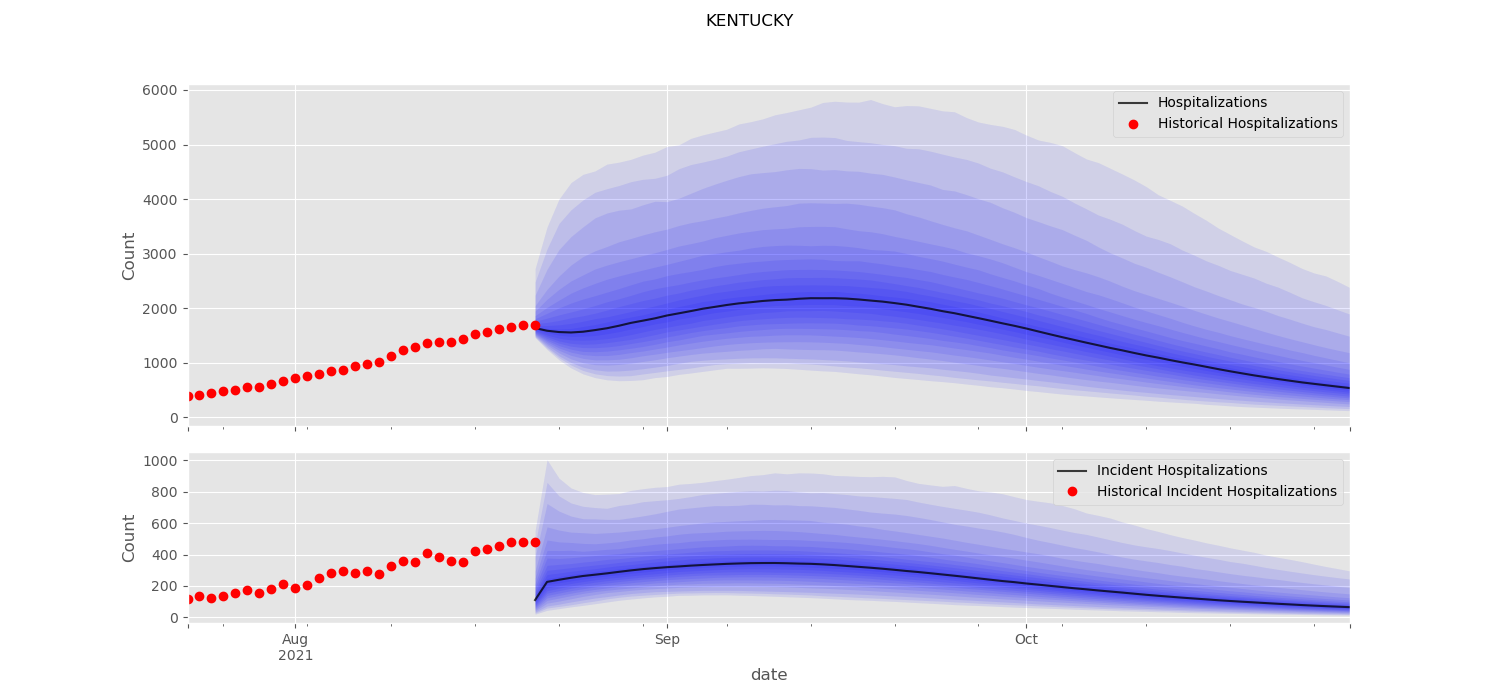 KENTUCKY
6000
5000
4000
3000
2000
1000
0
Count
Hospitalizations
Historical Hospitalizations
1000
800
600
400
200
0
Count
Incident Hospitalizations
Historical Incident Hospitalizations
Aug
2021
Sep
Oct
date